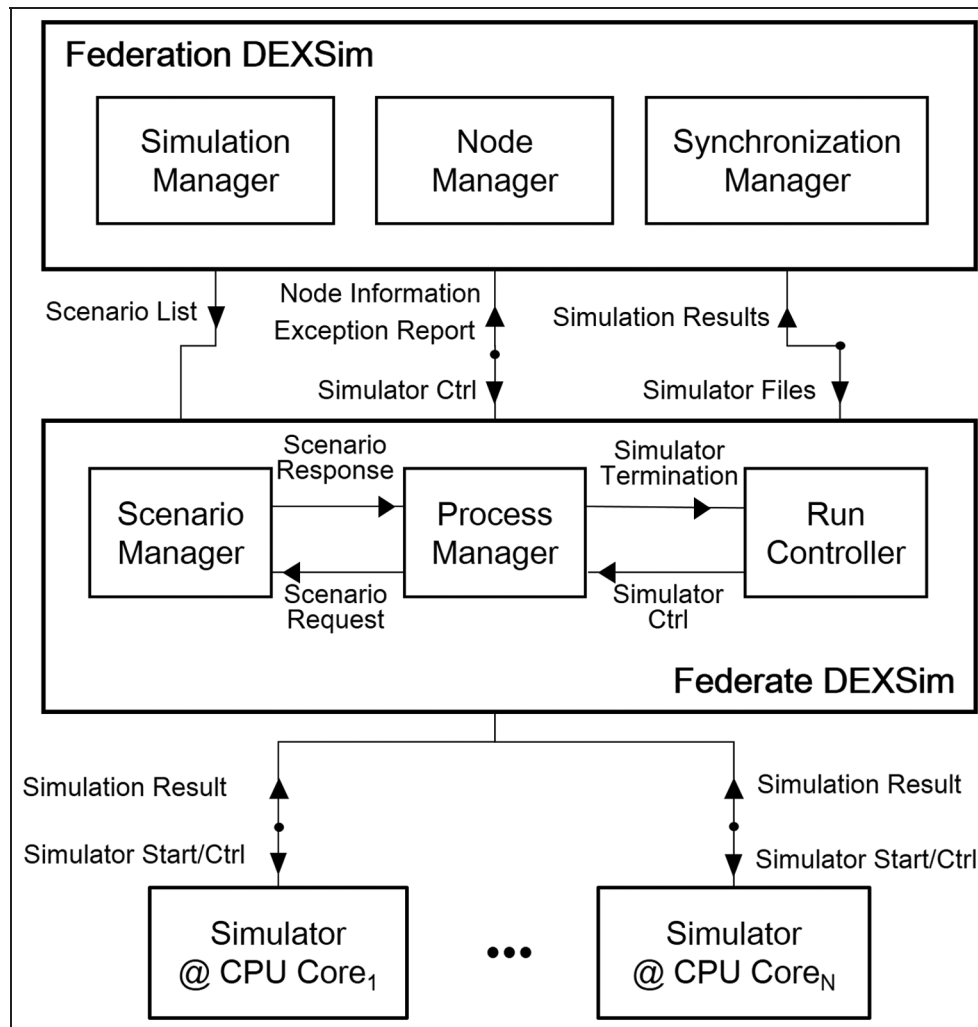 Federation DEXSim
Simulation
Manager
Node
Manager
Synchronization
Manager
Scenario List
Node Information
Exception Report
Simulation Results
Simulator Ctrl
Simulator Files
Scenario
Response
Simulator
Termination
Scenario
Manager
Process
Manager
Run
Controller
Scenario
Request
Simulator
Ctrl
Federate DEXSim
Simulation Result
Simulation Result
Simulator Start/Ctrl
Simulator Start/Ctrl
Simulator
@ CPU Core1
•••
Simulator
@ CPU CoreN